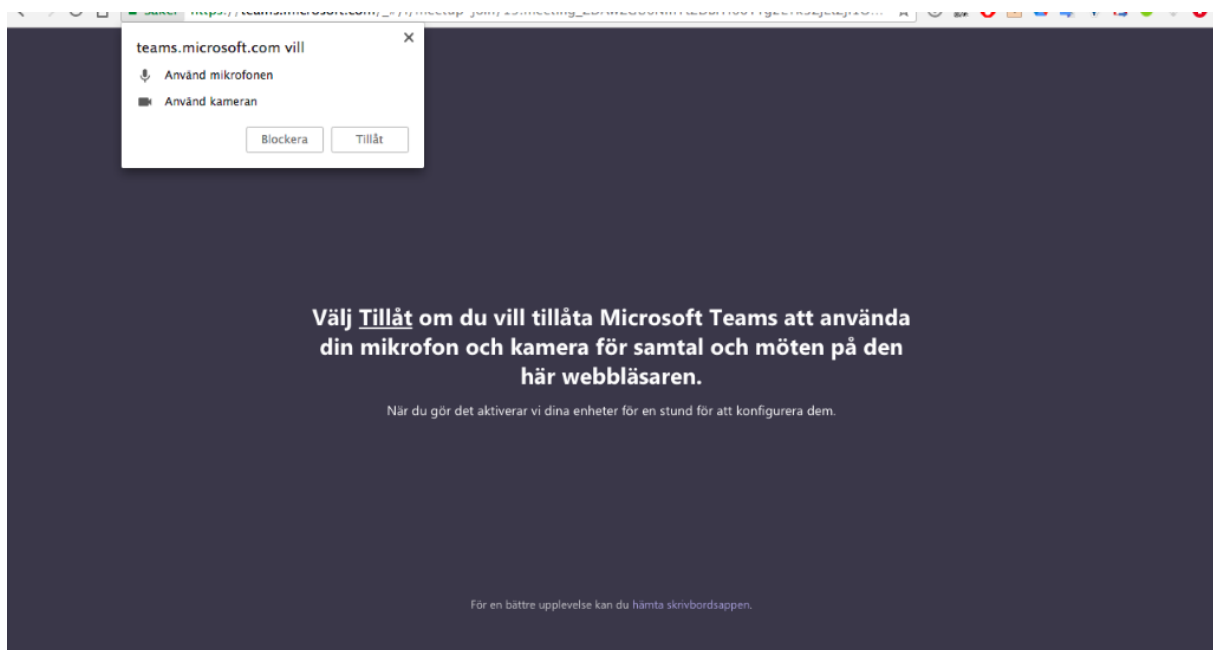 teams.microsoft.com vill
Använd mikrofonen
Använd kameran
Blockera Tillåt
Välj Tillåt om du vill tillåta Microsoft Teams att använda
din mikrofon och kamera för samtal och möten på den
här webbläsaren.
När du gör det aktiverar vi dina enheter för en stund för att konfigurera dem.
För en bättre upplevelse kan du hämta skrivbordsappen.